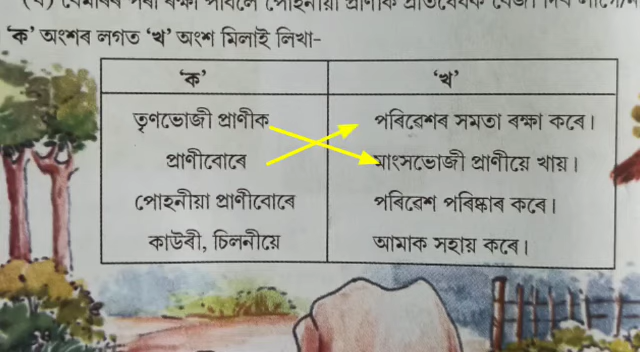 'ক' অংশৰ লগত 'খ' অংশ মিলাই লিখা-
'ক' 'খ'
তৃণভোজী প্ৰাণীক পৰিৱেশৰ সমতা ৰক্ষা কৰে।
প্ৰাণীবোৰে মাংসভোজী প্ৰাণীয়ে খায়।
পোহনীয়া প্ৰাণীবোৰে পৰিৱেশ পৰিষ্কাৰ কৰে।
কাউৰী, চিলনীয়ে আমাক সহায় কৰে।